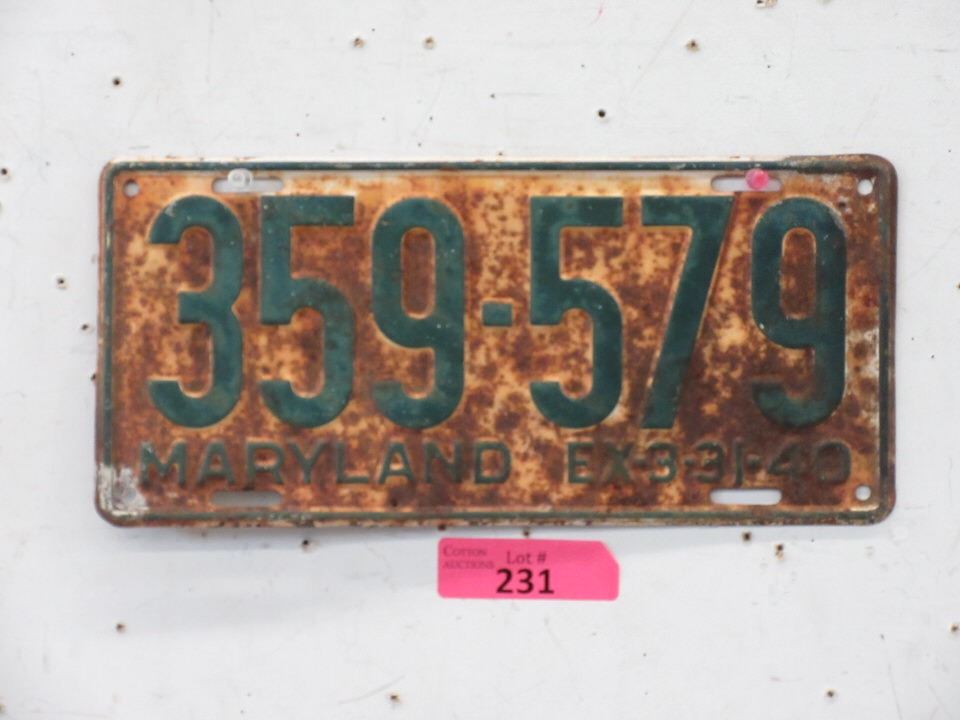 359-579
MARYLAND EX-3-31-40
COTTON
AUCTIONS
Lot #
231